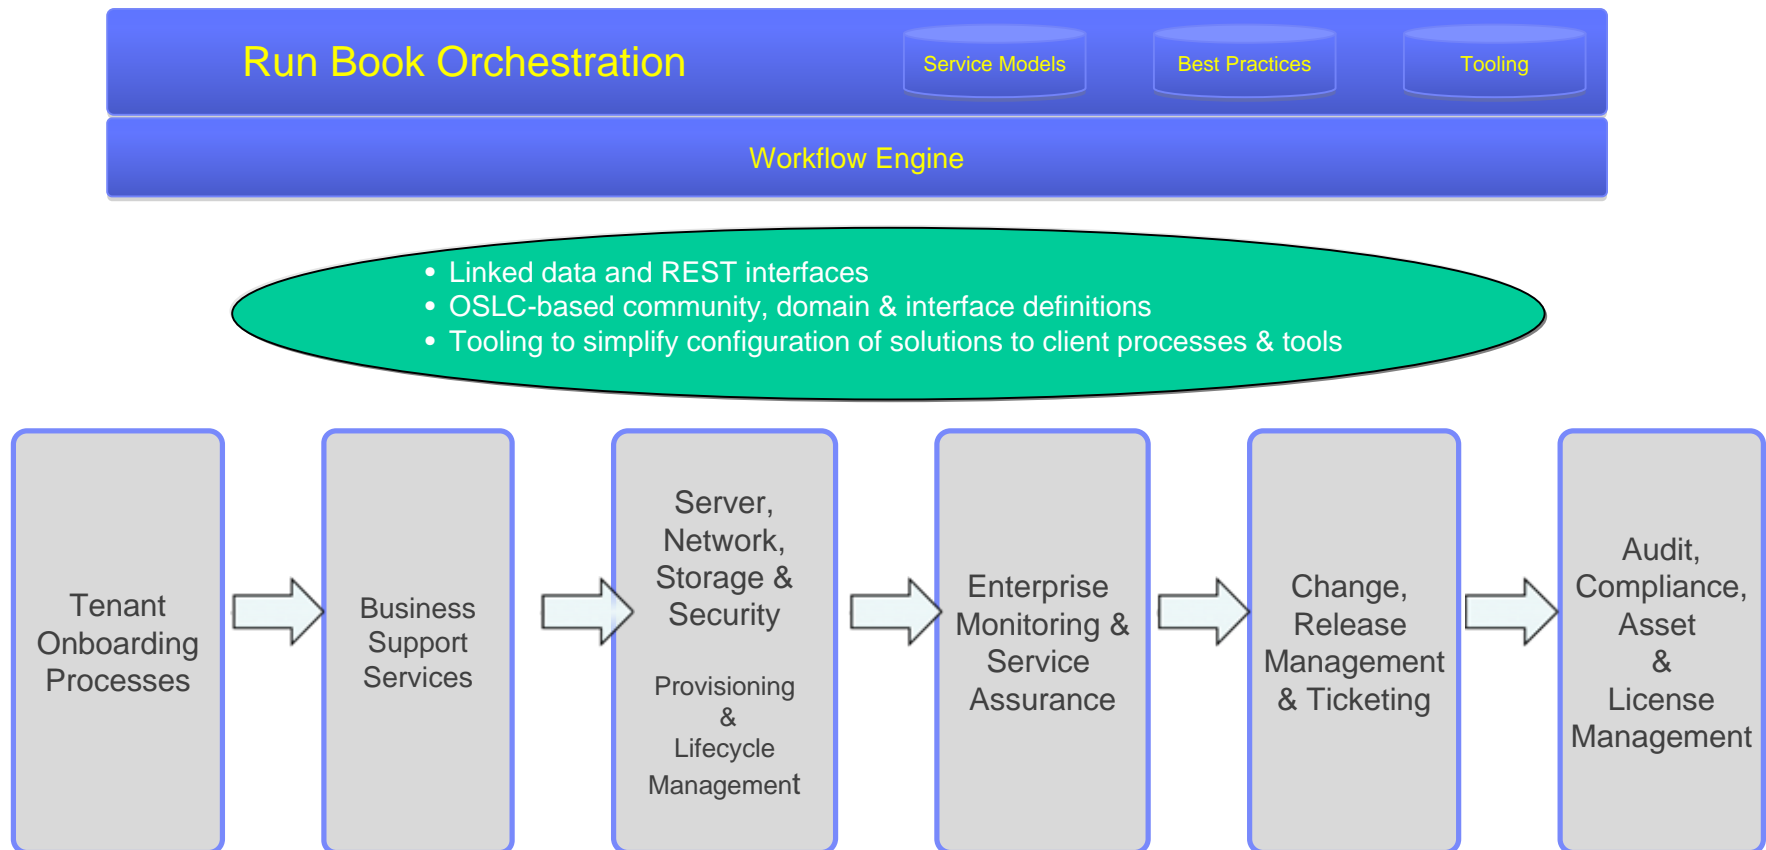 Run Book Orchestration
Service Models
Best Practices
Tooling
Workflow Engine
• Linked data and REST interfaces
• OSLC-based community, domain & interface definitions
• Tooling to simplify configuration of solutions to client processes & tools
Tenant
Onboarding
Processes
Business
Support
Services
Server,
Network,
Storage &
Security
Provisioning
&
Lifecycle
Management
Enterprise
Monitoring &
Service
Assurance
Change,
Release
Management
& Ticketing
Audit,
Compliance,
Asset
&
License
Management